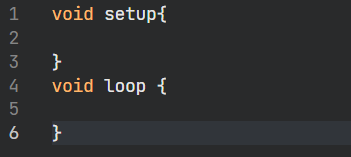 1 void setup{
2
3 }
4 void loop {
5
6 }